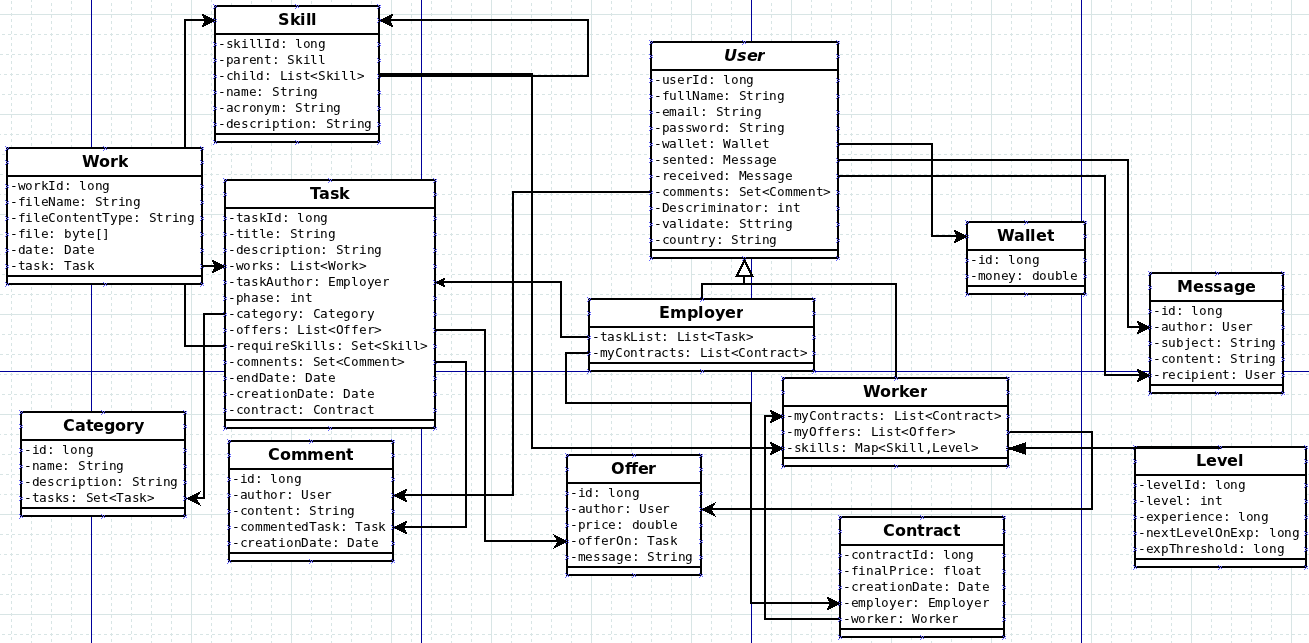 Skill
-skillId: long
-parent: Skill
-child: List<Skill>
-name: String
-acronym: String
-description: String
User
-userId: long
-fullName: String
-email: String
-password: String
-wallet: Wallet
-sented: Message
-received: Message
-comments: Set<Comment>
-Descriminator: int
-validate: Sttring
-country: String
Work
-workId: long
-fileName: String
-fileContentType: String
-file: byte[]
-date: Date
-task: Task
Task
-taskId: long
-title: String
-description: String
-works: List<Work>
-taskAuthor: Employer
-phase: int
-category: Category
-offers: List<Offer>
-requireSkills: Set<Skill>
-comnents: Set<Comment>
-endDate: Date
-creationDate: Date
-contract: Contract
Wallet
-id: long
-money: double
Message
-id: long
-author: User
-subject: String
-content: String
-recipient: User
Employer
-taskList: List<Task>
-myContracts: List<Contract>
Worker
-myContracts: List<Contract>
-myOffers: List<Offer>
-skills: Map<Skill,Level>
Category
-id: long
-name: String
-description: String
-tasks: Set<Task>
Comment
-id: long
-author: User
-content: String
-commentedTask: Task
-creationDate: Date
Offer
-id: long
-author: User
-price: double
-offerOn: Task
-message: String
Level
-levelId: long
-level: int
-experience: long
-nextLevelOnExp: long
-expThreshold: long
Contract
-contractId: long
-finalPrice: float
-creationDate: Date
-employer: Employer
-worker: Worker